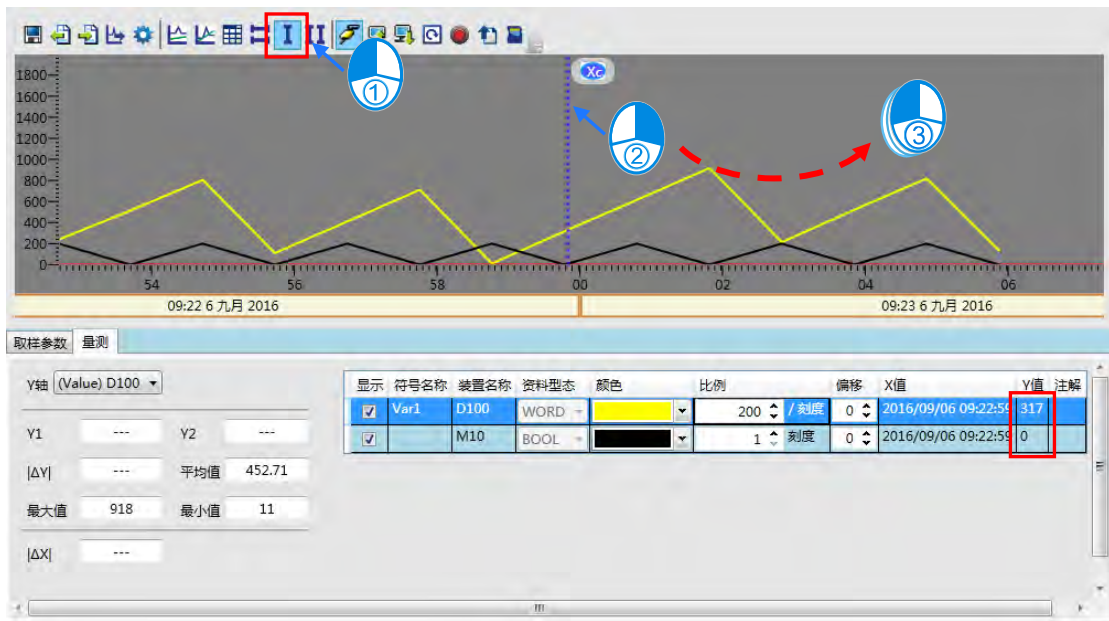 Xc
①
②
③
1800
1600
1400
1200
1000
800
600
400
200
0
54 56 58 00 02 04 06
09:22 6 九月 2016 09:23 6 九月 2016
取样参数 量测
Y轴 (Value) D100
Y1 --- Y2 ---
|ΔY| --- 平均值 452.71
最大值 918 最小值 11
|ΔX| ---
显示 符号名称 装置名称 资料型态 颜色 比例 偏移 X值 Y值 注解
Var1 D100 WORD 200 / 刻度 0 2016/09/06 09:22:59 317
M10 BOOL 1 刻度 0 2016/09/06 09:22:59 0